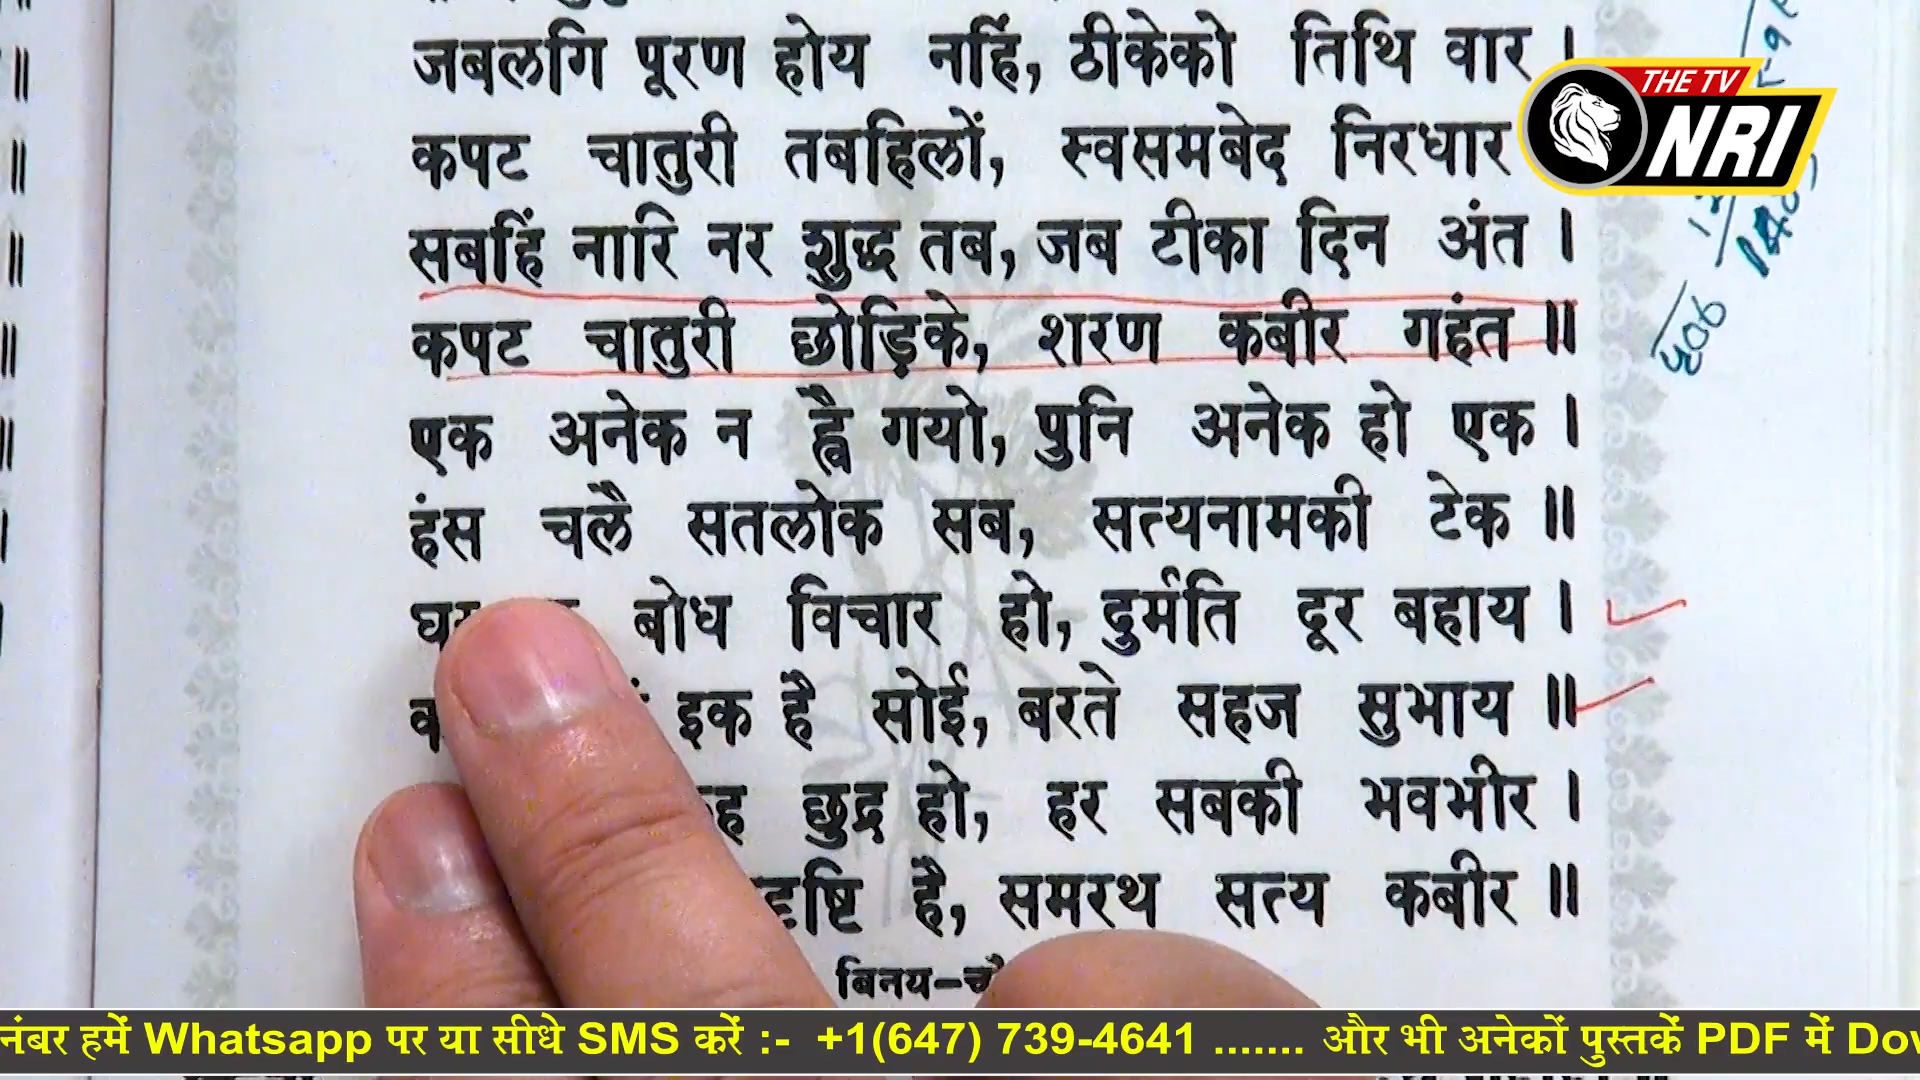 जबलगि पूरण होय नहिं, ठीकेको तिथि वार ।
कपट चातुरी तबहिलों, स्वसमबेद निरधार
सबहिं नारि नर शुद्ध तब, जब टीका दिन अंत ।
कपट चातुरी छोड़िके, शरण कबीर गहंत ॥
एक अनेक न ह्वै गयो, पुनि अनेक हो एक ।
हंस चलै सतलोक सब, सत्यनामकी टेक ॥
बोध विचार हो, दुर्मति दूर बहाय ।
इक है सोई, बरते सहज सुभाय ॥
छुद्र हो, हर सबकी भवभीर ।
है, समरथ सत्य कबीर ॥
बिनय-
THE TV
NRI
नंबर हमें Whatsapp पर या सीधे SMS करें :- +1(647) 739-4641 ....... और भी अनेकों पुस्तकें PDF में